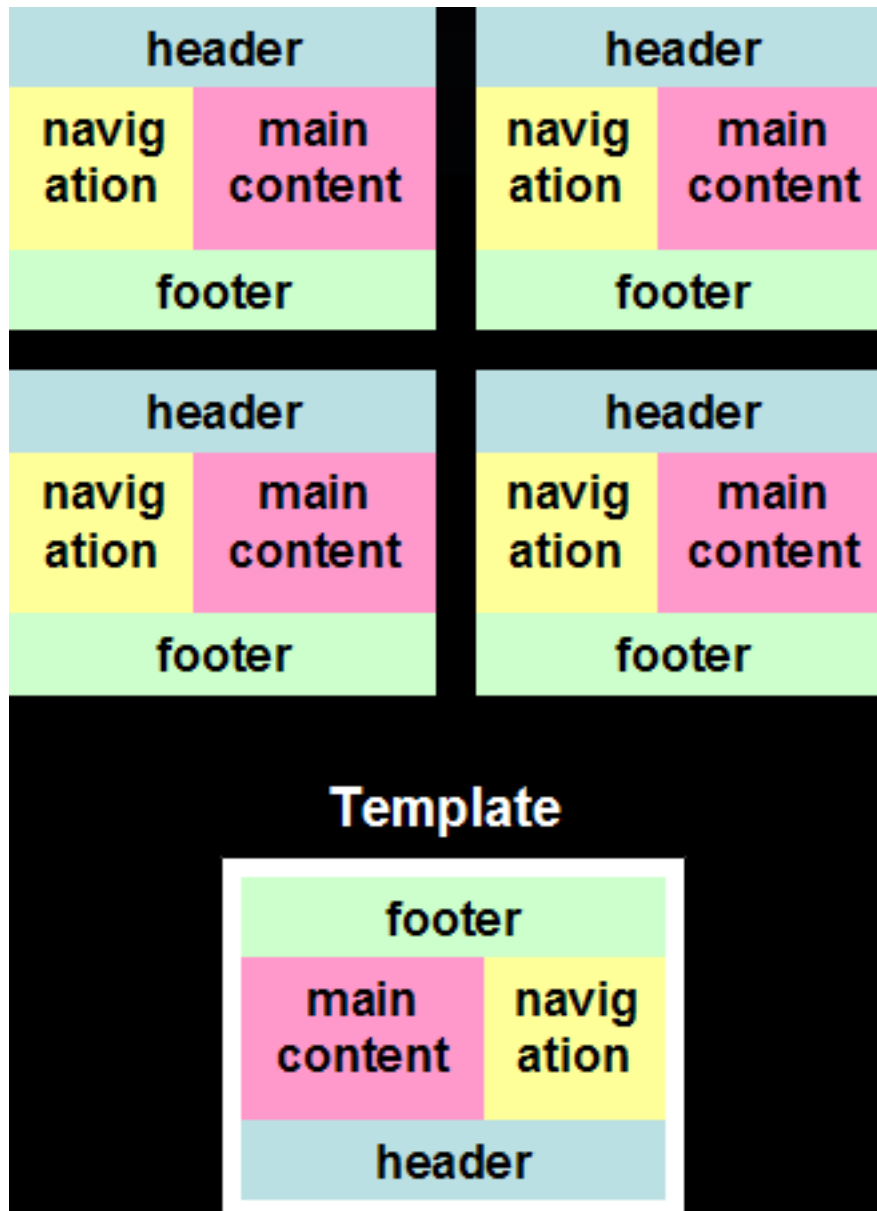 header header
navig main navig main
ation content ation content
footer footer
header header
navig main navig main
ation content ation content
footer footer
Template
footer
main navig
content ation
header